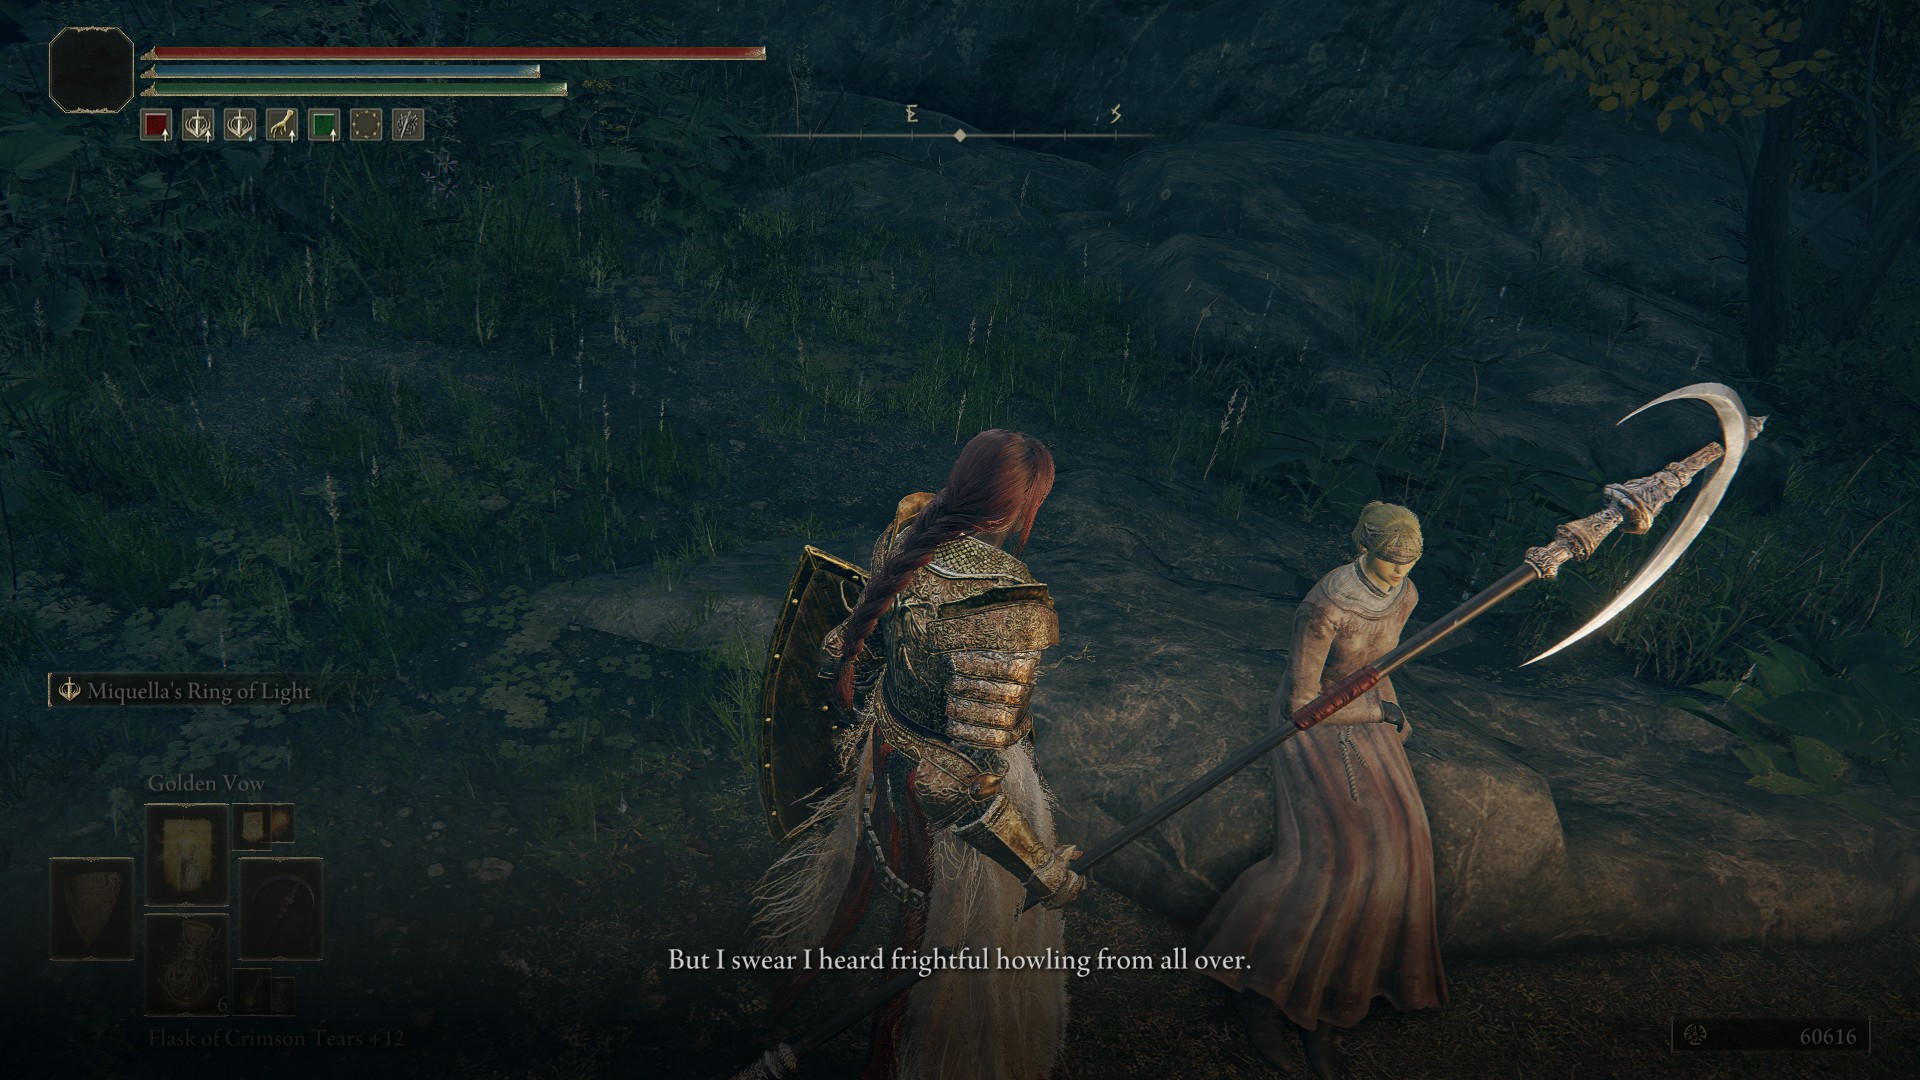 E S
Miquella's Ring of Light
Golden Vow
6
Flask of Crimson Tears +12
But I swear I heard frightful howling from all over.
60616